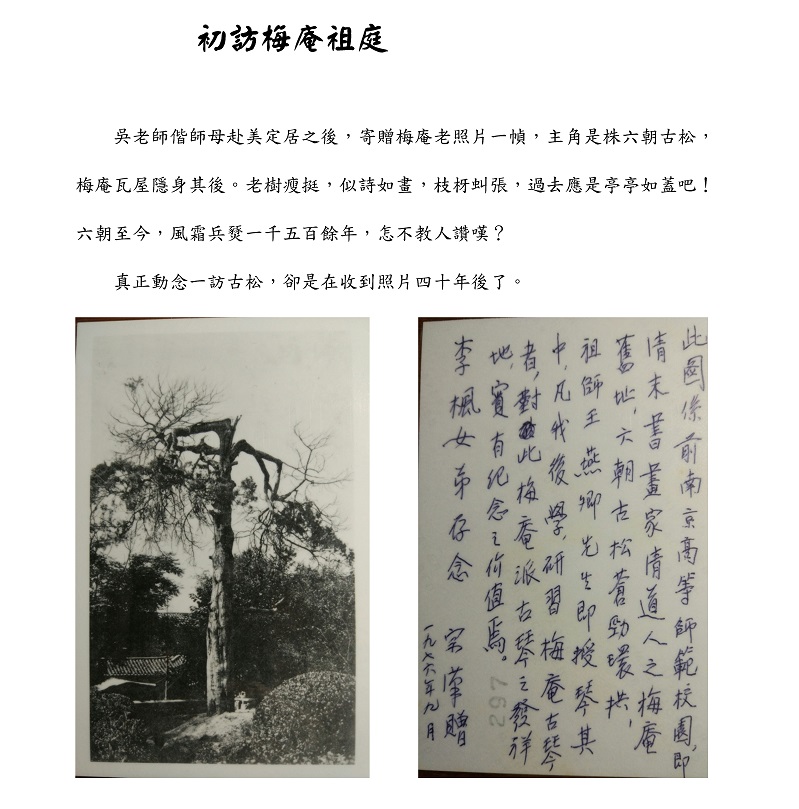 初訪梅庵祖庭
吳老師偕師母赴美定居之後，寄贈梅庵老照片一幀，主角是株六朝古松，
梅庵瓦屋隱身其後。老樹瘦挺，似詩如畫，枝枒虯張，過去應是亭亭如蓋吧！
六朝至今，風霜兵燹一千五百餘年，怎不教人讚嘆？
真正動念一訪古松，卻是在收到照片四十年後了。
此圖係前南京高等師範校園，即
清末書畫家清道人之梅庵
舊址，六朝古松蒼勁環拱，
祖師王燕卿先生即授琴其
中，凡我後學，研習梅庵古琴
者，對此梅庵派古琴之發祥
地，實有紀念之价值焉。
李楓女弟存念
宗漢贈
一九七六年九月
297